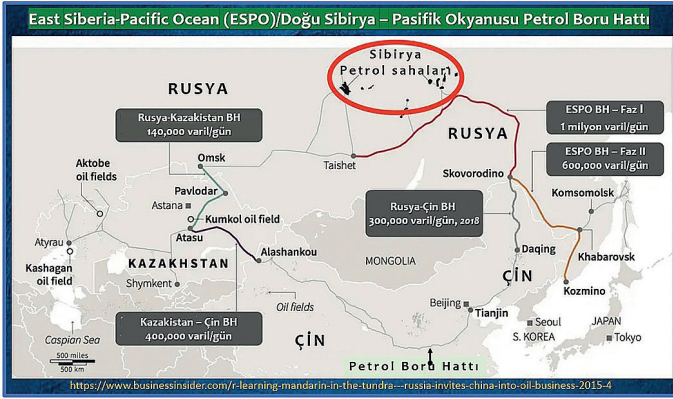 East Siberia-Pacific Ocean (ESPO)/Doğu Sibirya – Pasifik Okyanusu Petrol Boru Hattı
Sibirya
Petrol sahaları
RUSYA
Rusya-Kazakistan BH
140,000 varil/gün
ESPO BH – Faz I
1 milyon varil/gün
RUSYA
ESPO BH – Faz II
600,000 varil/gün
Aktobe
oil fields
Omsk
Taishet
Skovorodino
Komsomolsk
Pavlodar
Astana
Rusya-Çin BH
300,000 varil/gün, 2018
Kumkol oil field
Atyrau
Atasu
Alashankou
Daqing
Khabarovsk
KAZAKHSTAN
MONGOLIA
ÇİN
Kashagan
oil field
Shymkent
Kozmino
Oil fields
Beijing
Tianjin
Kazakistan – Çin BH
400,000 varil/gün
Seoul
JAPAN
S. KOREA
Tokyo
Caspian Sea
ÇİN
500 miles
500 km
Petrol Boru Hattı
https://www.businessinsider.com/r-learning-mandarin-in-the-tundra---russia-invites-china-into-oil-business-2015-4